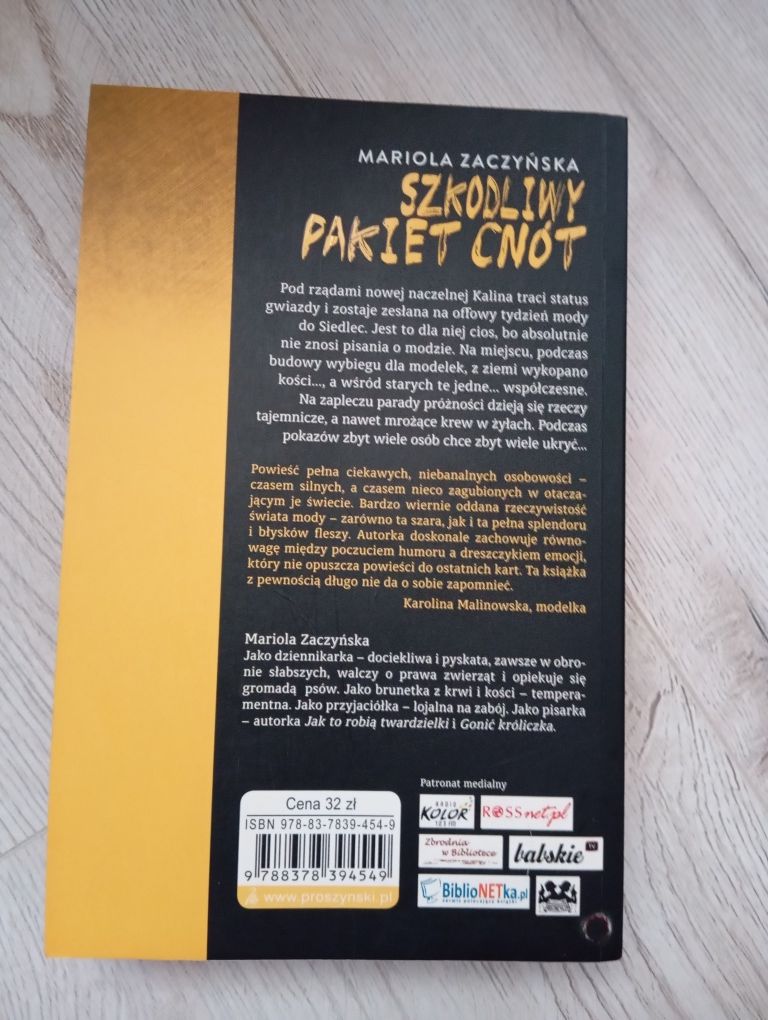 MARIOLA ZACZYŃSKA
SZKODLIWY
PAKIET CNÓT
Pod rządami nowej naczelnej Kalina traci status
gwiazdy i zostaje zesłana na offowy tydzień mody
do Siedlec. Jest to dla niej cios, bo absolutnie
nie znosi pisania o modzie. Na miejscu, podczas
budowy wybiegu dla modelek, z ziemi wykopano
kości..., a wśród starych te jedne... współczesne.
Na zapleczu parady próżności dzieją się rzeczy
tajemnicze, a nawet mrożące krew w żyłach. Podczas
pokazów zbyt wiele osób chce zbyt wiele ukryć...
Powieść pełna ciekawych, niebanalnych osobowości –
czasem silnych, a czasem nieco zagubionych w otacza-
jącym je świecie. Bardzo wiernie oddana rzeczywistość
świata mody – zarówno ta szara, jak i ta pełna splendoru
i błysków fleszy. Autorka doskonale zachowuje równo-
wagę między poczuciem humoru a dreszczykiem emocji,
który nie opuszcza powieści do ostatnich kart. Ta książka
z pewnością długo nie da o sobie zapomnieć.
Karolina Malinowska, modelka
Mariola Zaczyńska
Jako dziennikarka – dociekliwa i pyskata, zawsze w obro-
nie słabszych, walczy o prawa zwierząt i opiekuje się
gromadą psów. Jako brunetka z krwi i kości – tempera-
mentna. Jako przyjaciółka – lojalna na zabój. Jako pisarka
– autorka Jak to robią twardzielki i Gonić króliczka.
Patronat medialny
Cena 32 zł
ISBN 978-83-7839-454-9
9 788378 394549
www.proszynski.pl
RADIO
KOLOR
103 FM
ROSSnet.pl
Zbrodnia
w Bibliotece
babskie TV
BiblioNETka.pl
serwis polecający książki